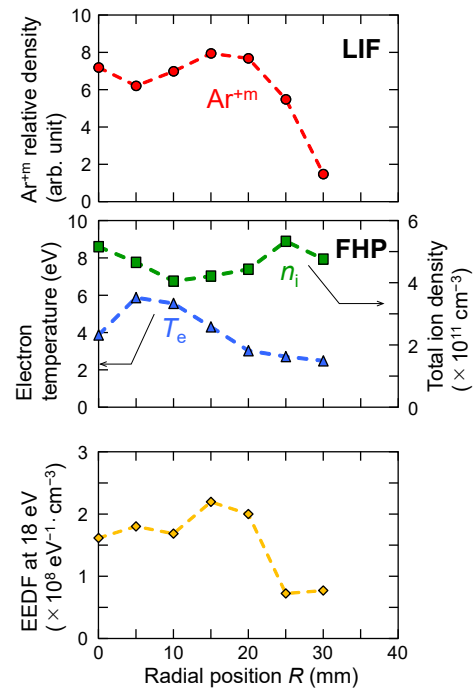 10
8
6
4
2
0
Ar⁺ᵐ relative density
(arb. unit)
LIF
Ar⁺ᵐ
10
8
6
4
2
0
Electron
temperature (eV)
FHP
nᵢ
Tₑ
6
4
2
0
Total ion density
(× 10¹¹ cm⁻³)
3
2
1
0
EEDF at 18 eV
(× 10⁸ eV⁻¹· cm⁻³)
0 10 20 30 40
Radial position R (mm)